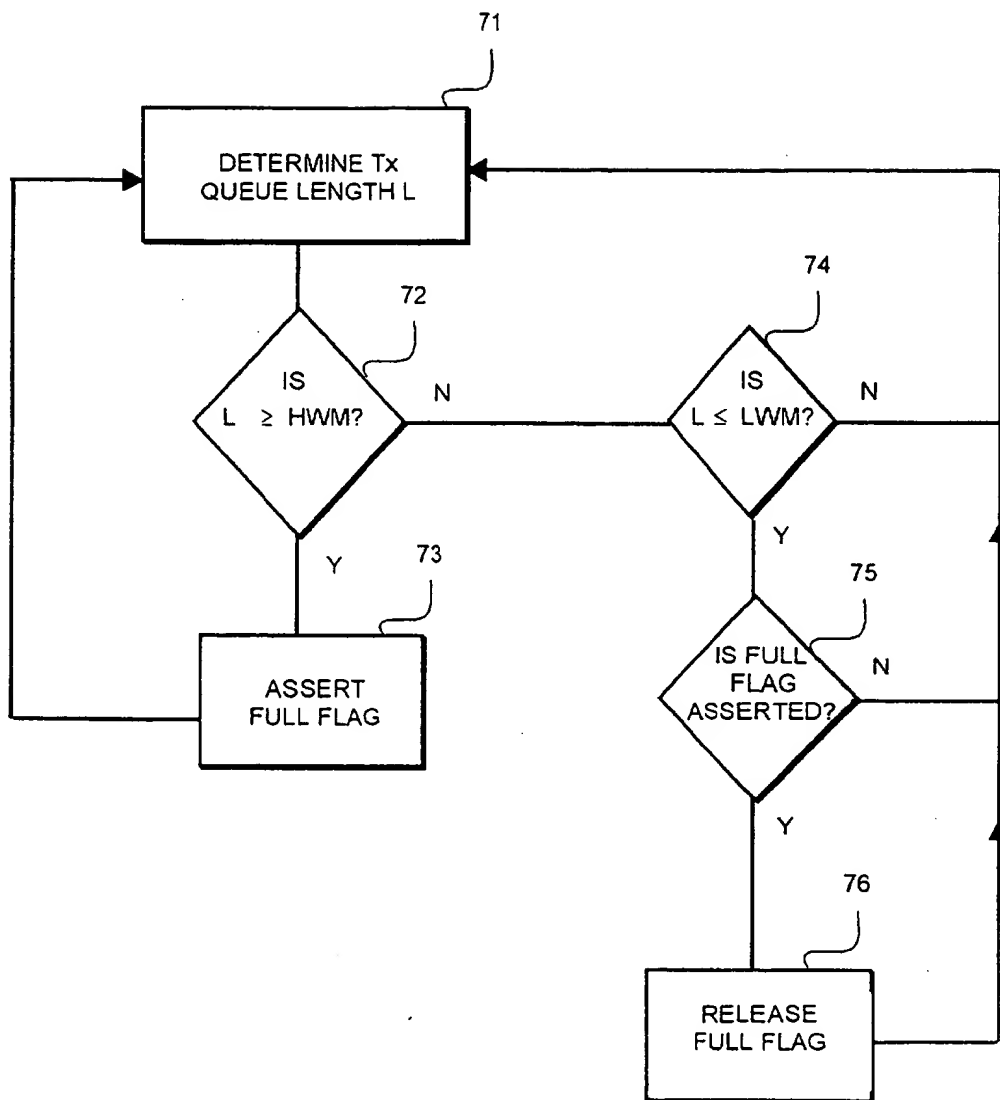 71
DETERMINE Tx
QUEUE LENGTH L
72
IS
L ≥ HWM?
N
Y
73
ASSERT
FULL FLAG
74
IS
L ≤ LWM?
N
Y
75
IS FULL
FLAG
ASSERTED?
N
Y
76
RELEASE
FULL FLAG